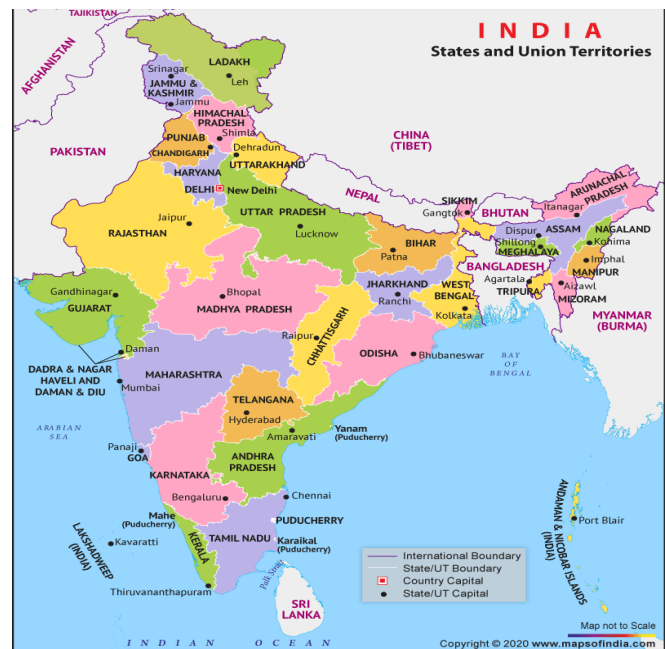 INDIA
States and Union Territories
TAJIKISTAN
AFGHANISTAN
LADAKH
Leh
Srinagar
JAMMU &
KASHMIR
Jammu
HIMACHAL
PRADESH
Shimla
PUNJAB
CHANDIGARH
Dehradun
UTTARAKHAND
PAKISTAN
CHINA
(TIBET)
HARYANA
DELHI
New Delhi
NEPAL
UTTAR PRADESH
Lucknow
Jaipur
RAJASTHAN
SIKKIM
Gangtok
BHUTAN
ARUNACHAL
PRADESH
Itanagar
Dispur
ASSAM
NAGALAND
Shillong
Kohima
MEGHALAYA
Imphal
MANIPUR
BIHAR
Patna
BANGLADESH
Agartala
TRIPURA
Aizawl
MIZORAM
MYANMAR
(BURMA)
Gandhinagar
GUJARAT
Bhopal
MADHYA PRADESH
JHARKHAND
Ranchi
WEST
BENGAL
Kolkata
Raipur
CHHATTISGARH
ODISHA
Bhubaneswar
BAY
OF
BENGAL
Daman
DADRA & NAGAR
HAVELI AND
DAMAN & DIU
Mumbai
MAHARASHTRA
TELANGANA
Hyderabad
Amaravati
Yanam
(Puducherry)
ARABIAN
SEA
Panaji
GOA
ANDHRA
PRADESH
KARNATAKA
Bengaluru
Chennai
Mahe
(Puducherry)
PUDUCHERRY
TAMIL NADU
Karaikal
(Puducherry)
KERALA
LAKSHADWEEP
(INDIA)
Kavaratti
Thiruvananthapuram
Palk Strait
SRI
LANKA
ANDAMAN & NICOBAR ISLANDS
(INDIA)
Port Blair
International Boundary
State/UT Boundary
Country Capital
State/UT Capital
INDIAN OCEAN
Map not to Scale
Copyright © 2020 www.mapsofindia.com